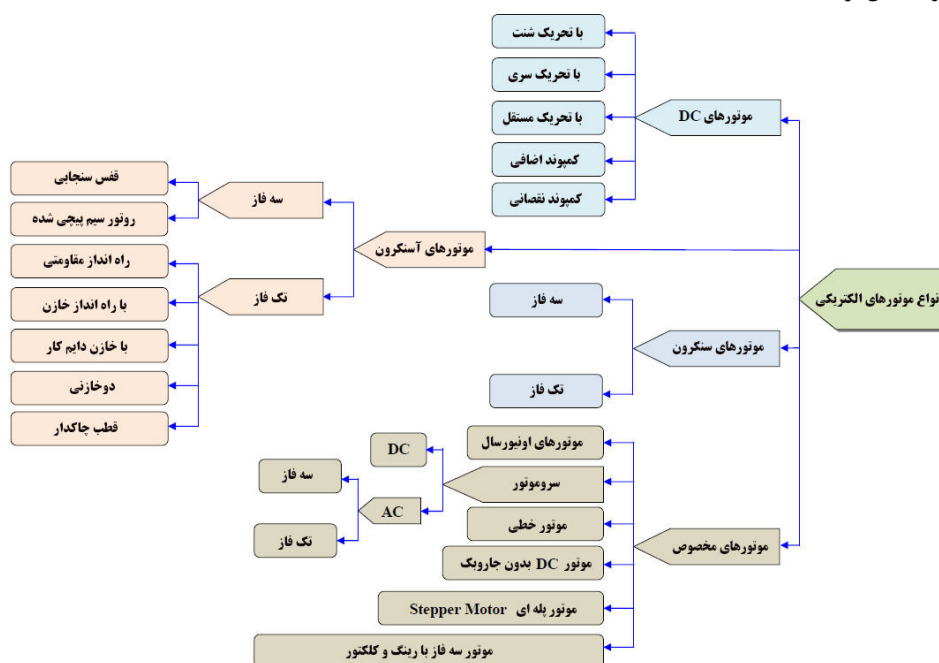 نواع موتورهای الکتریکی
موتورهای DC
با تحریک شنت
با تحریک سری
با تحریک مستقل
کمپوند اضافی
کمپوند نقصانی
موتورهای آسنکرون
سه فاز
قفس سنجابی
روتور سیم پیچی شده
تک فاز
راه انداز مقاومتی
با راه انداز خازن
با خازن دایم کار
دوخازنی
قطب چاکدار
موتورهای سنکرون
سه فاز
تک فاز
موتورهای مخصوص
موتورهای اونیورسال
سروموتور
DC
AC
سه فاز
تک فاز
موتور خطی
موتور DC بدون جاروبک
موتور پله ای Stepper Motor
موتور سه فاز با رینگ و کلکتور